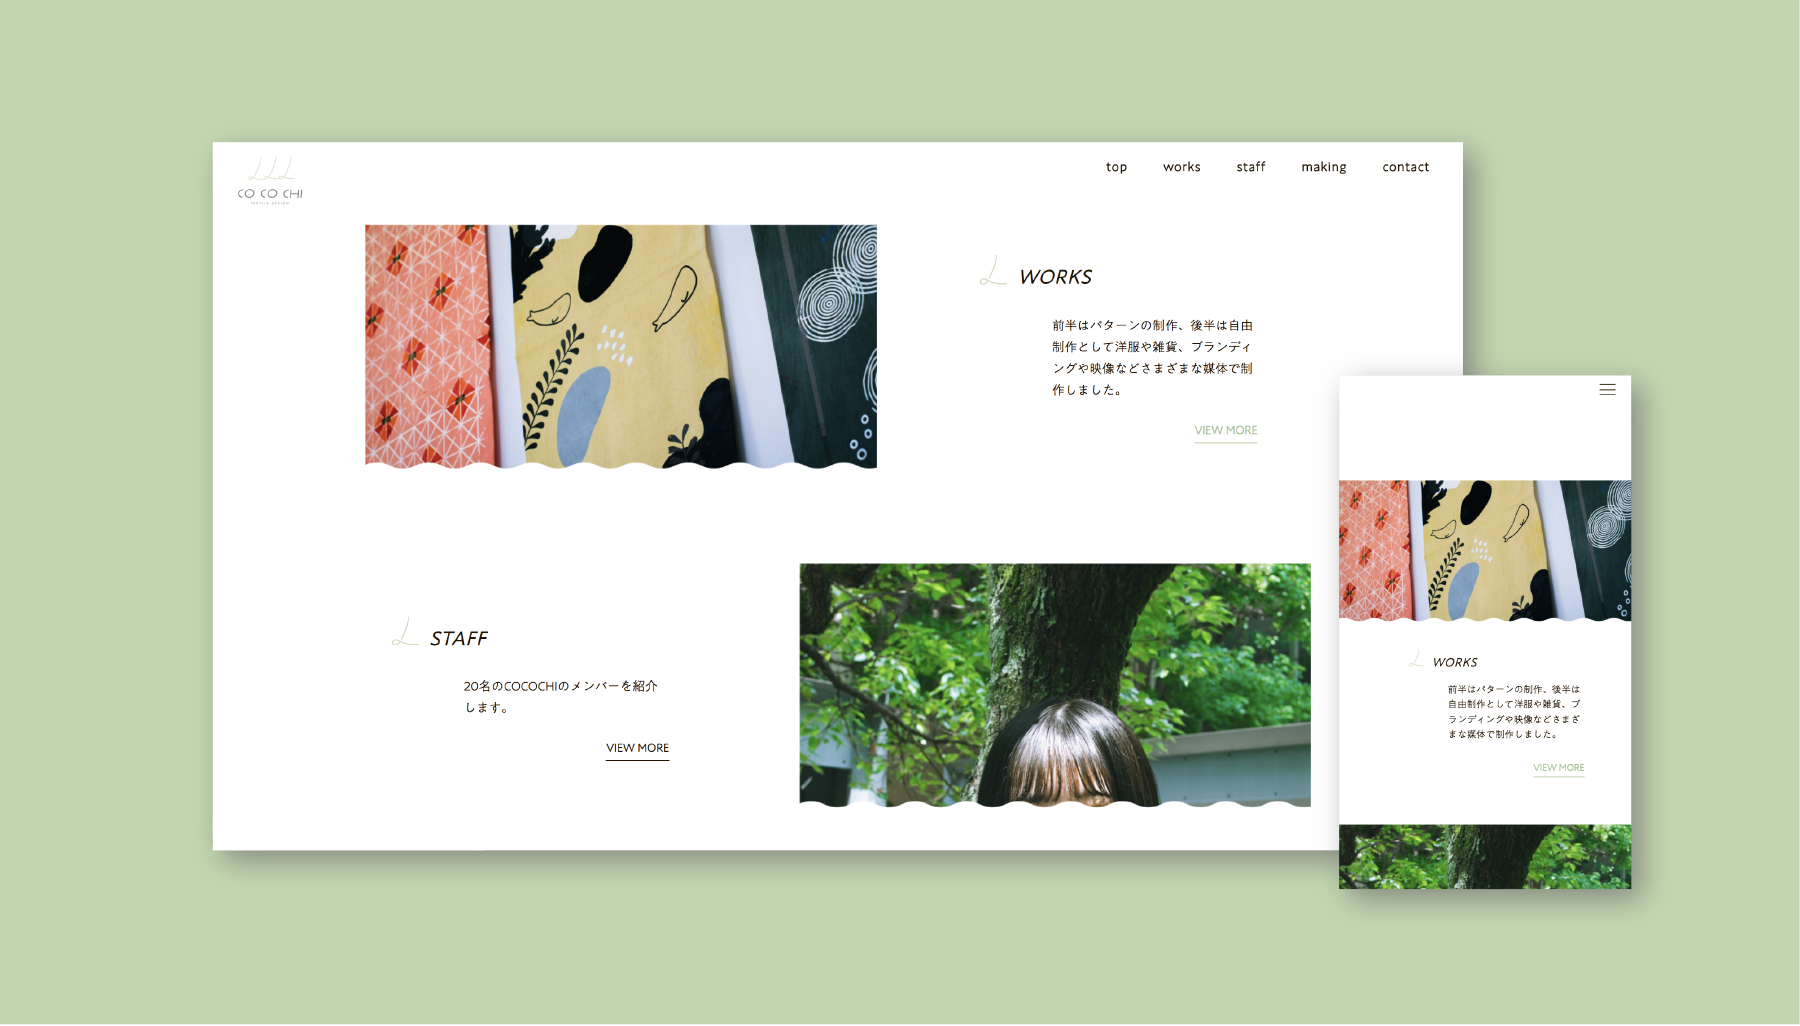 CO CO CHI
TEXTILE DESIGN
top works staff making contact
WORKS
前半はパターンの制作、後半は自由
制作として洋服や雑貨、ブランディ
ングや映像などさまざまな媒体で制
作しました。
VIEW MORE
STAFF
20名のCOCOCHIのメンバーを紹介
します。
VIEW MORE
WORKS
前半はパターンの制作、後半は
自由制作として洋服や雑貨、ブ
ランディングや映像などさまざ
まな媒体で制作しました。
VIEW MORE